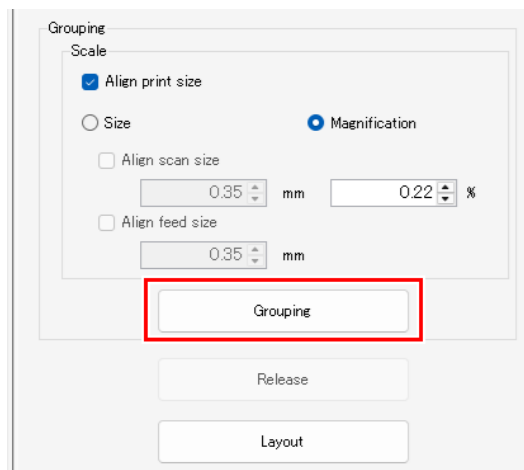 Grouping
Scale
Align print size
Size Magnification
Align scan size
0.35 mm 0.22 %
Align feed size
0.35 mm
Grouping
Release
Layout